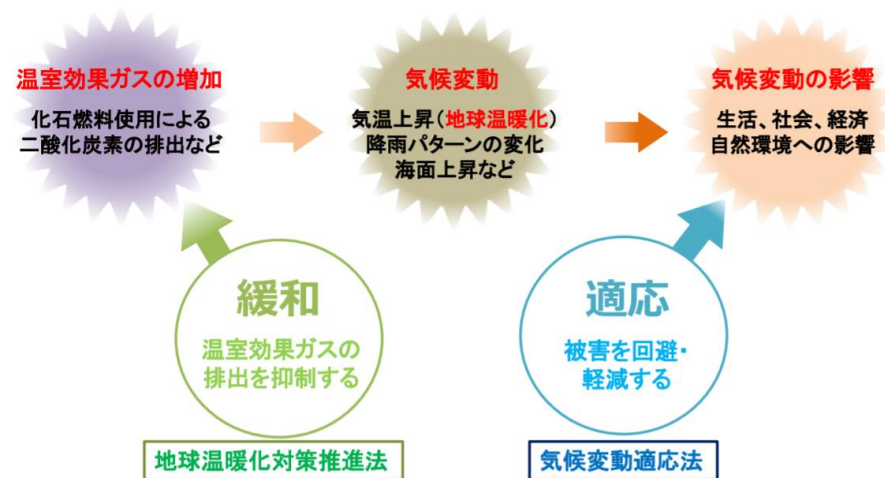 温室効果ガスの増加
化石燃料使用による
二酸化炭素の排出など
気候変動
気温上昇(地球温暖化)
降雨パターンの変化
海面上昇など
気候変動の影響
生活、社会、経済
自然環境への影響
緩和
温室効果ガスの
排出を抑制する
地球温暖化対策推進法
適応
被害を回避・
軽減する
気候変動適応法